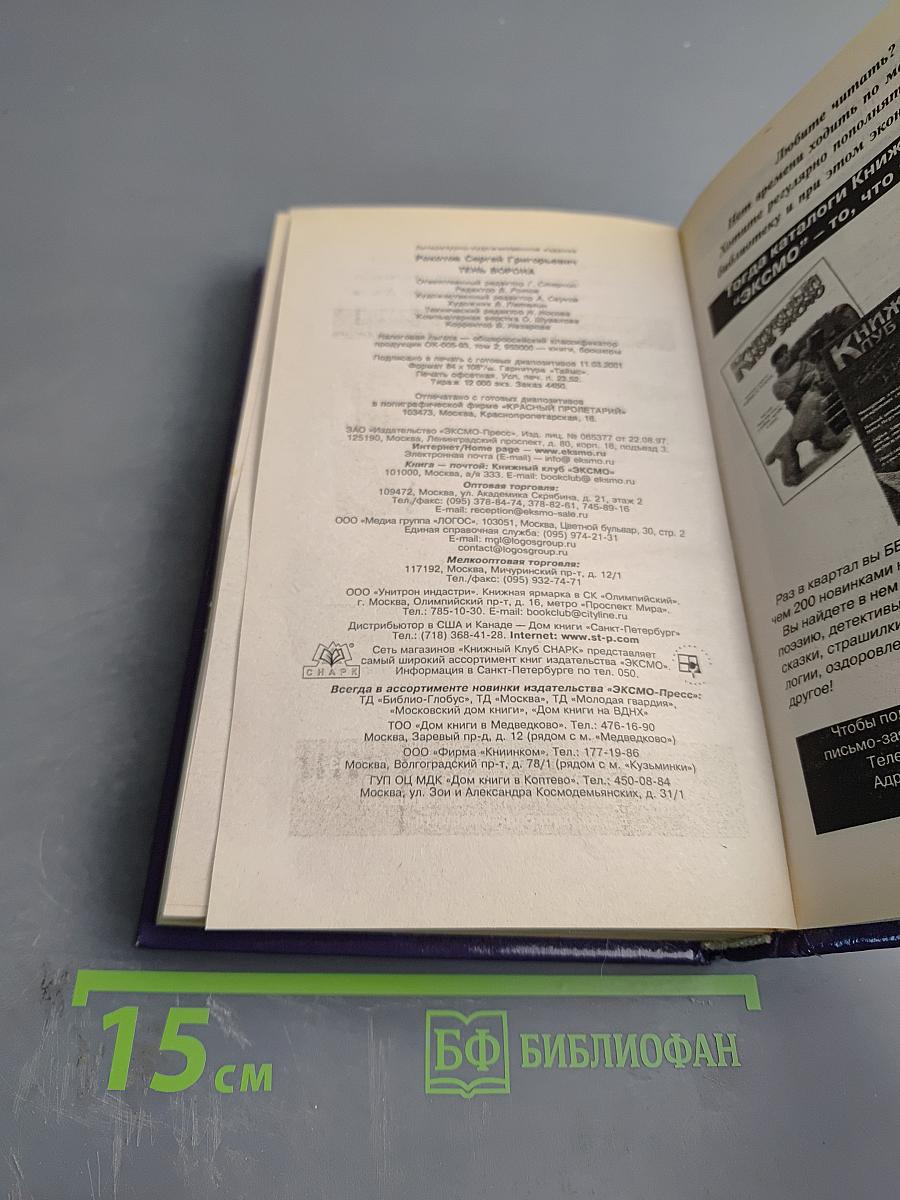 Литературно-художественное издание
Рокотов Сергей Григорьевич
ТЕНЬ ВОРОНА
Ответственный редактор
Редактор
Художественный редактор
Художник
Технический редактор Н. Носова
Компьютерная верстка О. Шувалова
Корректор В. Назарова
Налоговая льгота — общероссийский классификатор
продукции ОК-005-93, том 2; 953000 — книги, брошюры
Подписано в печать с готовых диапозитивов 11.03.2001
Формат 84 x 108 1/32. Гарнитура «Таймс».
Печать офсетная. Усл. печ. л. 23,52.
Тираж 12 000 экз. Заказ 4450.
Отпечатано с готовых диапозитивов
в полиграфической фирме «КРАСНЫЙ ПРОЛЕТАРИЙ»
103473, Москва, Краснопролетарская, 16.
ЗАО «Издательство «ЭКСМО-Пресс». Изд. лиц. № 065377 от 22.08.97.
125190, Москва, Ленинградский проспект, д. 80, корп. 16, подъезд 3.
Интернет/Home page — www.eksmo.ru
Электронная почта (E-mail) — info@ eksmo.ru
Книга — почтой: Книжный клуб «ЭКСМО»
101000, Москва, а/я 333. E-mail: bookclub@ eksmo.ru
Оптовая торговля:
109472, Москва, ул. Академика Скрябина, д. 21, этаж 2
Тел./факс: (095) 378-84-74, 378-82-61, 745-89-16
E-mail: reception@eksmo-sale.ru
ООО «Медиа группа «ЛОГОС». 103051, Москва, Цветной бульвар, 30, стр. 2
Единая справочная служба: (095) 974-21-31
E-mail: mgl@logosgroup.ru
contact@logosgroup.ru
Мелкооптовая торговля:
117192, Москва, Мичуринский пр-т, д. 12/1
Тел./факс: (095) 932-74-71
ООО «Унитрон индастри». Книжная ярмарка в СК «Олимпийский».
г. Москва, Олимпийский пр-т, д. 16, метро «Проспект Мира».
Тел.: 785-10-30. E-mail: bookclub@cityline.ru
Дистрибьютор в США и Канаде — Дом книги «Санкт-Петербург»
Тел.: (718) 368-41-28. Internet: www.st-p.com
Сеть магазинов «Книжный Клуб СНАРК» представляет
самый широкий ассортимент книг издательства «ЭКСМО».
Информация в Санкт-Петербурге по тел. 050.
СНАРК
Всегда в ассортименте новинки издательства «ЭКСМО-Пресс»:
ТД «Библио-Глобус», ТД «Москва», ТД «Молодая гвардия»,
«Московский дом книги», «Дом книги на ВДНХ»
ТОО «Дом книги в Медведково». Тел.: 476-16-90
Москва, Заревый пр-д, д. 12 (рядом с м. «Медведково»)
ООО «Фирма «Книинком». Тел.: 177-19-86
Москва, Волгоградский пр-т, д. 78/1 (рядом с м. «Кузьминки»)
ГУП ОЦ МДК «Дом книги в Коптево». Тел.: 450-08-84
Москва, ул. Зои и Александра Космодемьянских, д. 31/1
Любите читать?
Нет времени ходить по
Хотите регулярно пополнять
библиотеку и при этом
Тогда каталоги
"ЭКСМО" – то, что
Раз в квартал вы
чем 200 новинками
Вы найдете в нем
поэзию, детективы
сказки, страшилки
логии,
другое!
Чтобы
письмо-
15 см
БФ БИБЛИОФАН